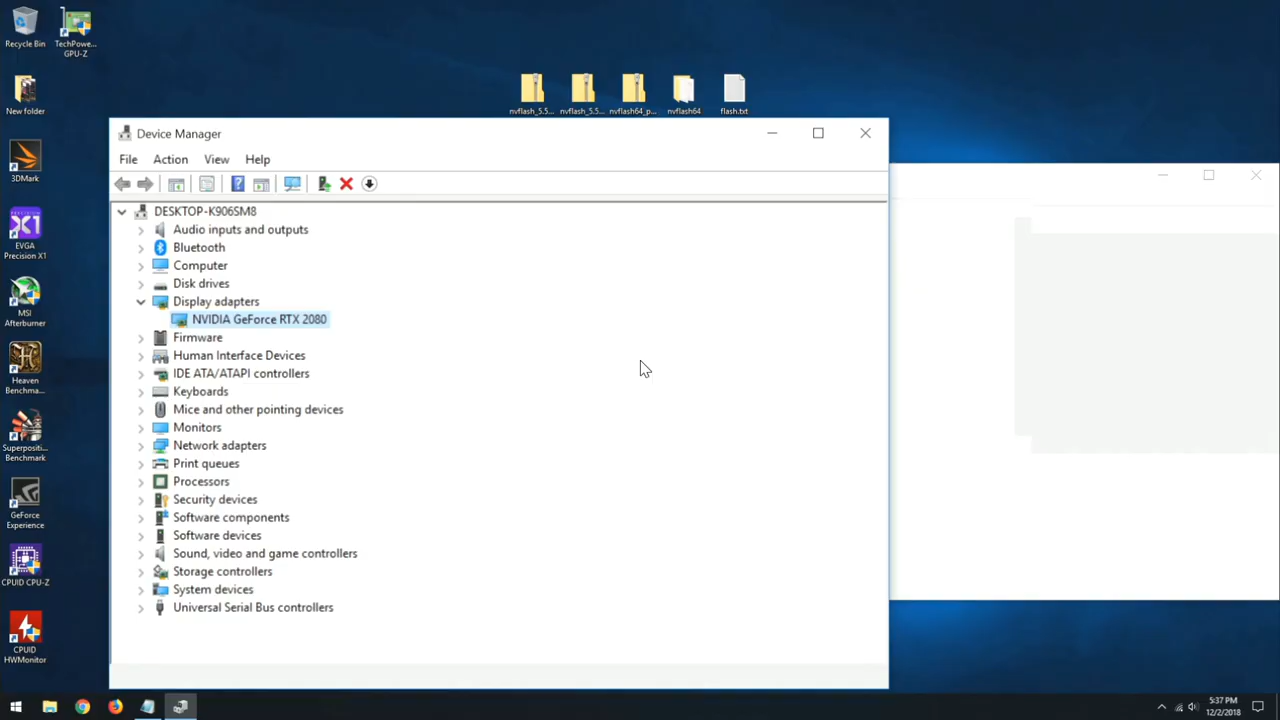 Recycle Bin
TechPowe...
GPU-Z
New folder
3DMark
EVGA
Precision X1
MSI
Afterburner
Heaven
Benchma...
Superpositi...
Benchmark
GeForce
Experience
CPUID CPU-Z
CPUID
HWMonitor
nvflash_5.5...
nvflash_5.5...
nvflash64_p...
nvflash64
flash.txt
Device Manager
File Action View Help
DESKTOP-K906SM8
Audio inputs and outputs
Bluetooth
Computer
Disk drives
Display adapters
NVIDIA GeForce RTX 2080
Firmware
Human Interface Devices
IDE ATA/ATAPI controllers
Keyboards
Mice and other pointing devices
Monitors
Network adapters
Print queues
Processors
Security devices
Software components
Software devices
Sound, video and game controllers
Storage controllers
System devices
Universal Serial Bus controllers
5:37 PM
12/2/2018